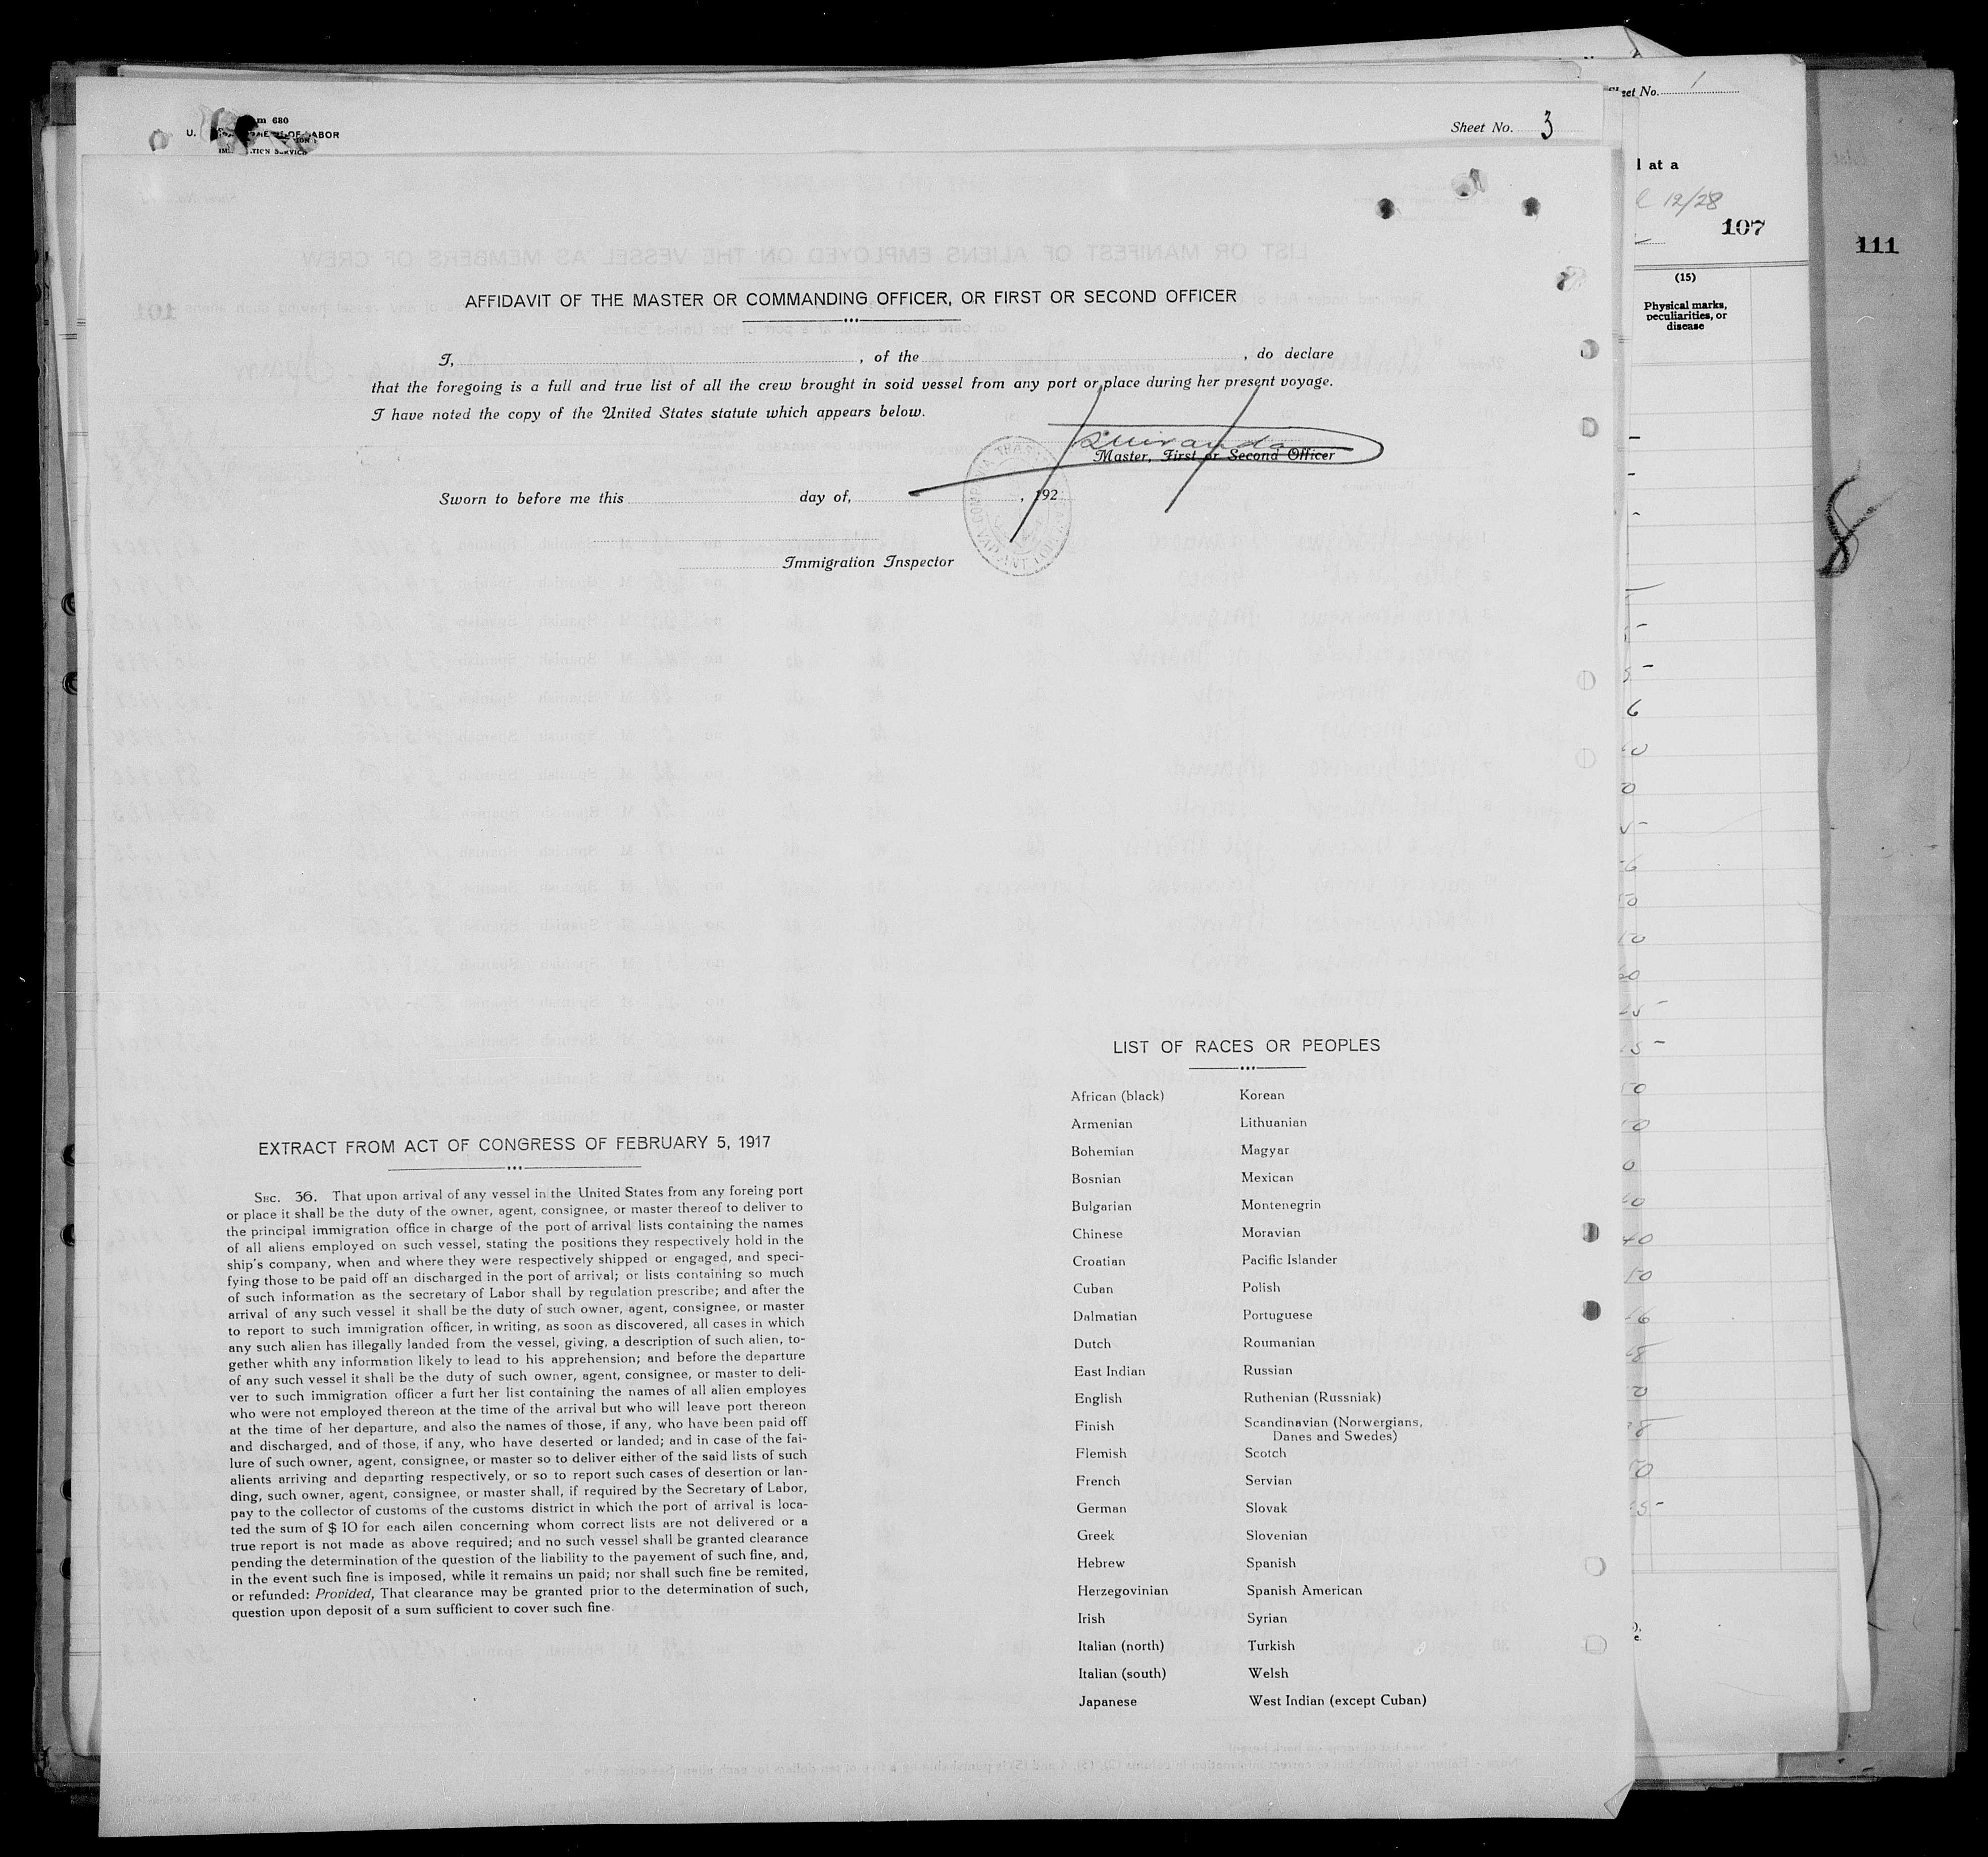 m 680
U. OF LABOR
Sheet No. 3
Sheet No. 1
l at a
12/28
107
111
(15)
Physical marks,
peculiarities, or
disease
8
AFFIDAVIT OF THE MASTER OR COMMANDING OFFICER, OR FIRST OR SECOND OFFICER
I, , of the , do declare
that the foregoing is a full and true list of all the crew brought in soid vessel from any port or place during her present voyage.
I have noted the copy of the United States statute which appears below.
Master, First or Second Officer
Sworn to before me this day of, , 192
Immigration Inspector
EXTRACT FROM ACT OF CONGRESS OF FEBRUARY 5, 1917
SEC. 36. That upon arrival of any vessel in the United States from any foreing port
or place it shall be the duty of the owner, agent, consignee, or master thereof to deliver to
the principal immigration office in charge of the port of arrival lists containing the names
of all aliens employed on such vessel, stating the positions they respectively hold in the
ship's company, when and where they were respectively shipped or engaged, and speci-
fying those to be paid off an discharged in the port of arrival; or lists containing so much
of such information as the secretary of Labor shall by regulation prescribe; and after the
arrival of any such vessel it shall be the duty of such owner, agent, consignee, or master
to report to such immigration officer, in writing, as soon as discovered, all cases in which
any such alien has illegally landed from the vessel, giving, a description of such alien, to-
gether whith any information likely to lead to his apprehension; and before the departure
of any such vessel it shall be the duty of such owner, agent, consignee, or master to deli-
ver to such immigration officer a furt her list containing the names of all alien employes
who were not employed thereon at the time of the arrival but who will leave port thereon
at the time of her departure, and also the names of those, if any, who have been paid off
and discharged, and of those, if any, who have deserted or landed; and in case of the fai-
lure of such owner, agent, consignee, or master so to deliver either of the said lists of such
alients arriving and departing respectively, or so to report such cases of desertion or lan-
ding, such owner, agent, consignee, or master shall, if required by the Secretary of Labor,
pay to the collector of customs of the customs district in which the port of arrival is loca-
ted the sum of $ 10 for each ailen concerning whom correct lists are not delivered or a
true report is not made as above required; and no such vessel shall be granted clearance
pending the determination of the question of the liability to the payement of such fine, and,
in the event such fine is imposed, while it remains un paid; nor shall such fine be remited,
or refunded: Provided, That clearance may be granted prior to the determination of such,
question upon deposit of a sum sufficient to cover such fine.
LIST OF RACES OR PEOPLES
African (black) Korean
Armenian Lithuanian
Bohemian Magyar
Bosnian Mexican
Bulgarian Montenegrin
Chinese Moravian
Croatian Pacific Islander
Cuban Polish
Dalmatian Portuguese
Dutch Roumanian
East Indian Russian
English Ruthenian (Russniak)
Finish Scandinavian (Norwergians,
Danes and Swedes)
Flemish Scotch
French Servian
German Slovak
Greek Slovenian
Hebrew Spanish
Herzegovinian Spanish American
Irish Syrian
Italian (north) Turkish
Italian (south) Welsh
Japanese West Indian (except Cuban)